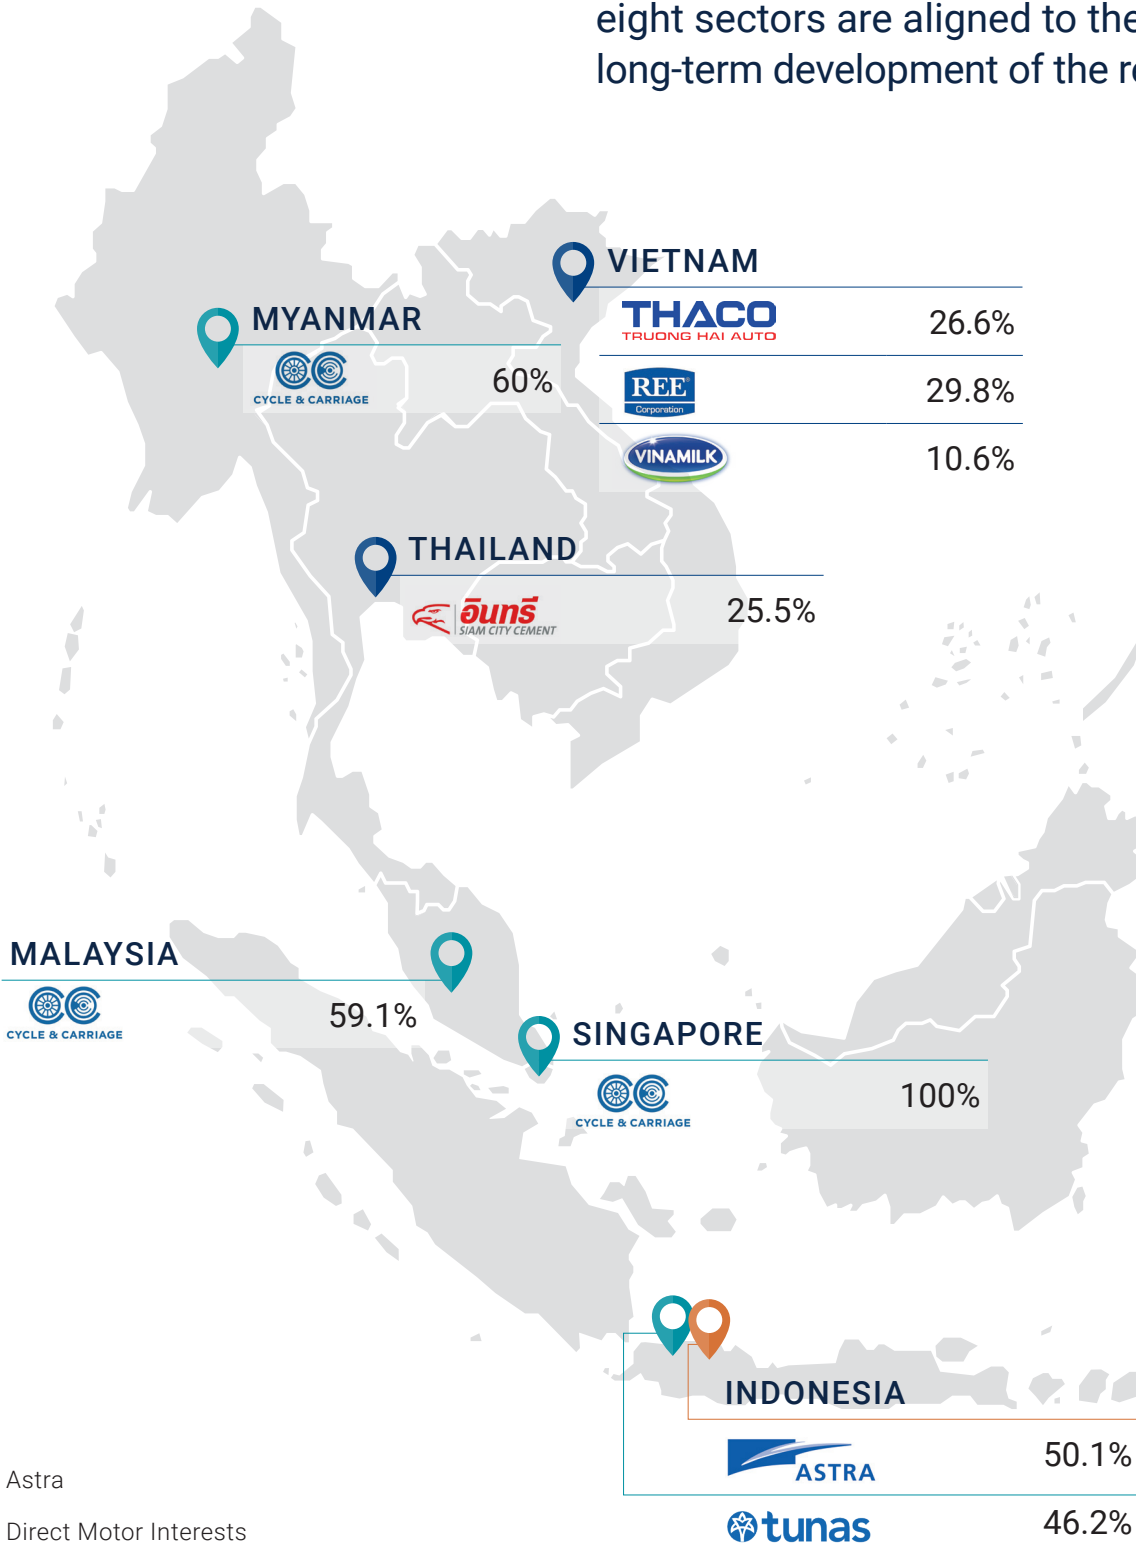 eight sectors are aligned to the
long-term development of the re
VIETNAM
THACO
TRUONG HAI AUTO
26.6%
REE
Corporation
29.8%
VINAMILK
10.6%
MYANMAR
CYCLE & CARRIAGE
60%
THAILAND
อินทรี
SIAM CITY CEMENT
25.5%
MALAYSIA
CYCLE & CARRIAGE
59.1%
SINGAPORE
CYCLE & CARRIAGE
100%
INDONESIA
ASTRA
50.1%
tunas
46.2%
Astra
Direct Motor Interests